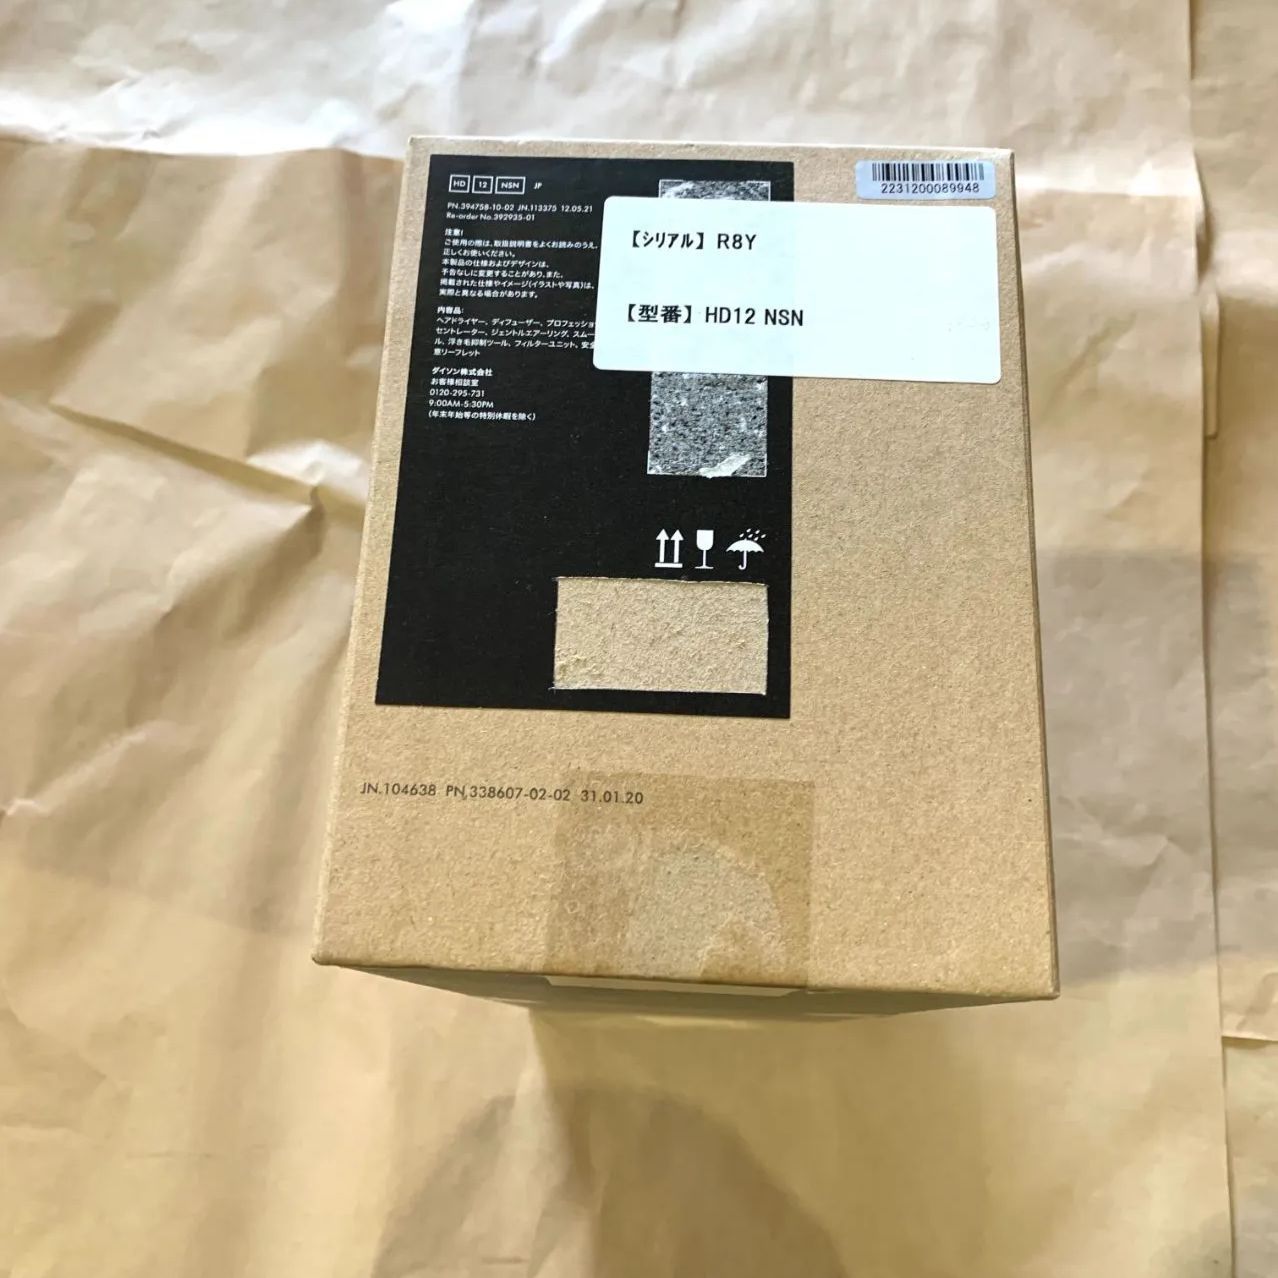 HD 12 NSN JP
PN.394758-10-02 JN.113375 12.05.21
Re-order No.392935-01
注意!
ご使用の際は、取扱説明書をよくお読みのうえ、
正しくお使いください。
本製品の仕様およびデザインは、
予告なしに変更することがあり、また、
掲載された仕様やイメージ(イラストや写真)は、
実際と異なる場合があります。
内容品:
ヘアドライヤー、ディフューザー、プロフェッショ
セントレーター、ジェントルエアーリング、スムー
ル、浮き毛抑制ツール、フィルターユニット、安全
意リーフレット
ダイソン株式会社
お客様相談室
0120-295-731
9:00AM-5:30PM
(年末年始等の特別休暇を除く)
2231200089948
【シリアル】 R8Y
【型番】 HD12 NSN
JN.104638 PN.338607-02-02 31.01.20